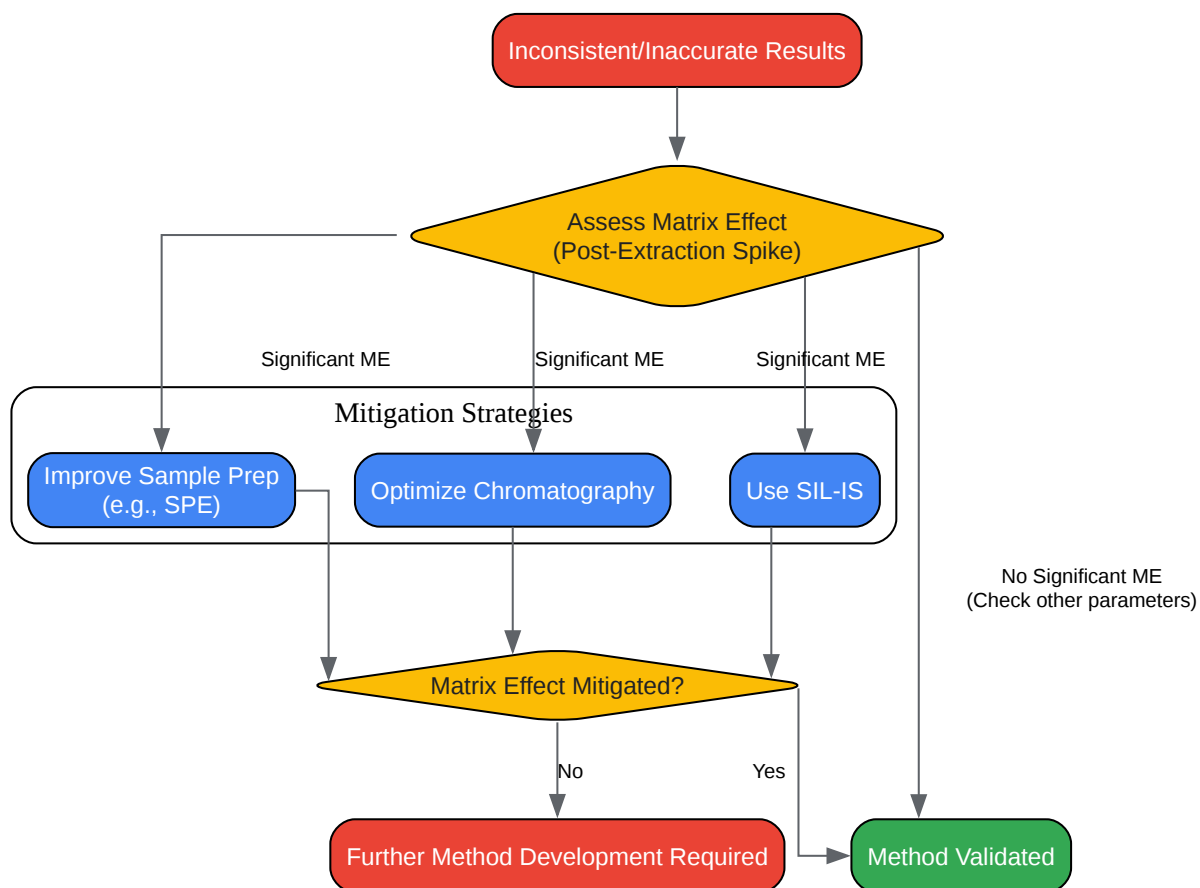 Inconsistent/Inaccurate Results
Assess Matrix Effect
(Post-Extraction Spike)
Significant ME
Significant ME
Significant ME
Mitigation Strategies
Improve Sample Prep
(e.g., SPE)
Optimize Chromatography
Use SIL-IS
No Significant ME
(Check other parameters)
Matrix Effect Mitigated?
No
Yes
Further Method Development Required
Method Validated